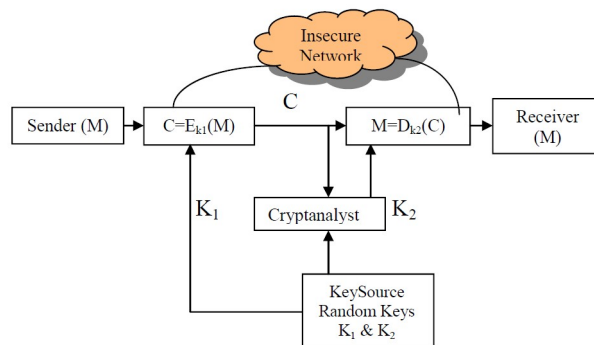 Insecure
Network
C
Sender (M)
C=Eₖ₁(M)
M=Dₖ₂(C)
Receiver
(M)
K₁
Cryptanalyst
K₂
KeySource
Random Keys
K₁ & K₂